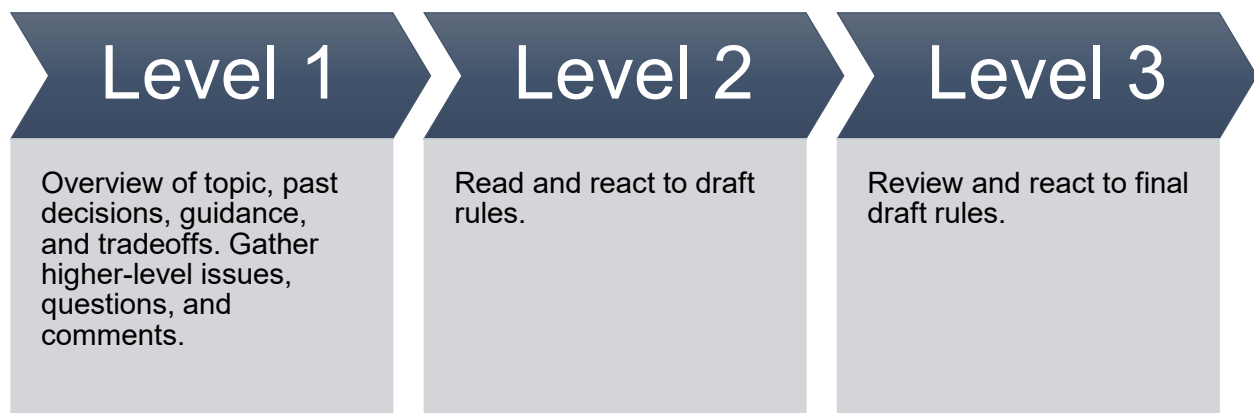 Level 1
Overview of topic, past
decisions, guidance,
and tradeoffs. Gather
higher-level issues,
questions, and
comments.
Level 2
Read and react to draft
rules.
Level 3
Review and react to final
draft rules.